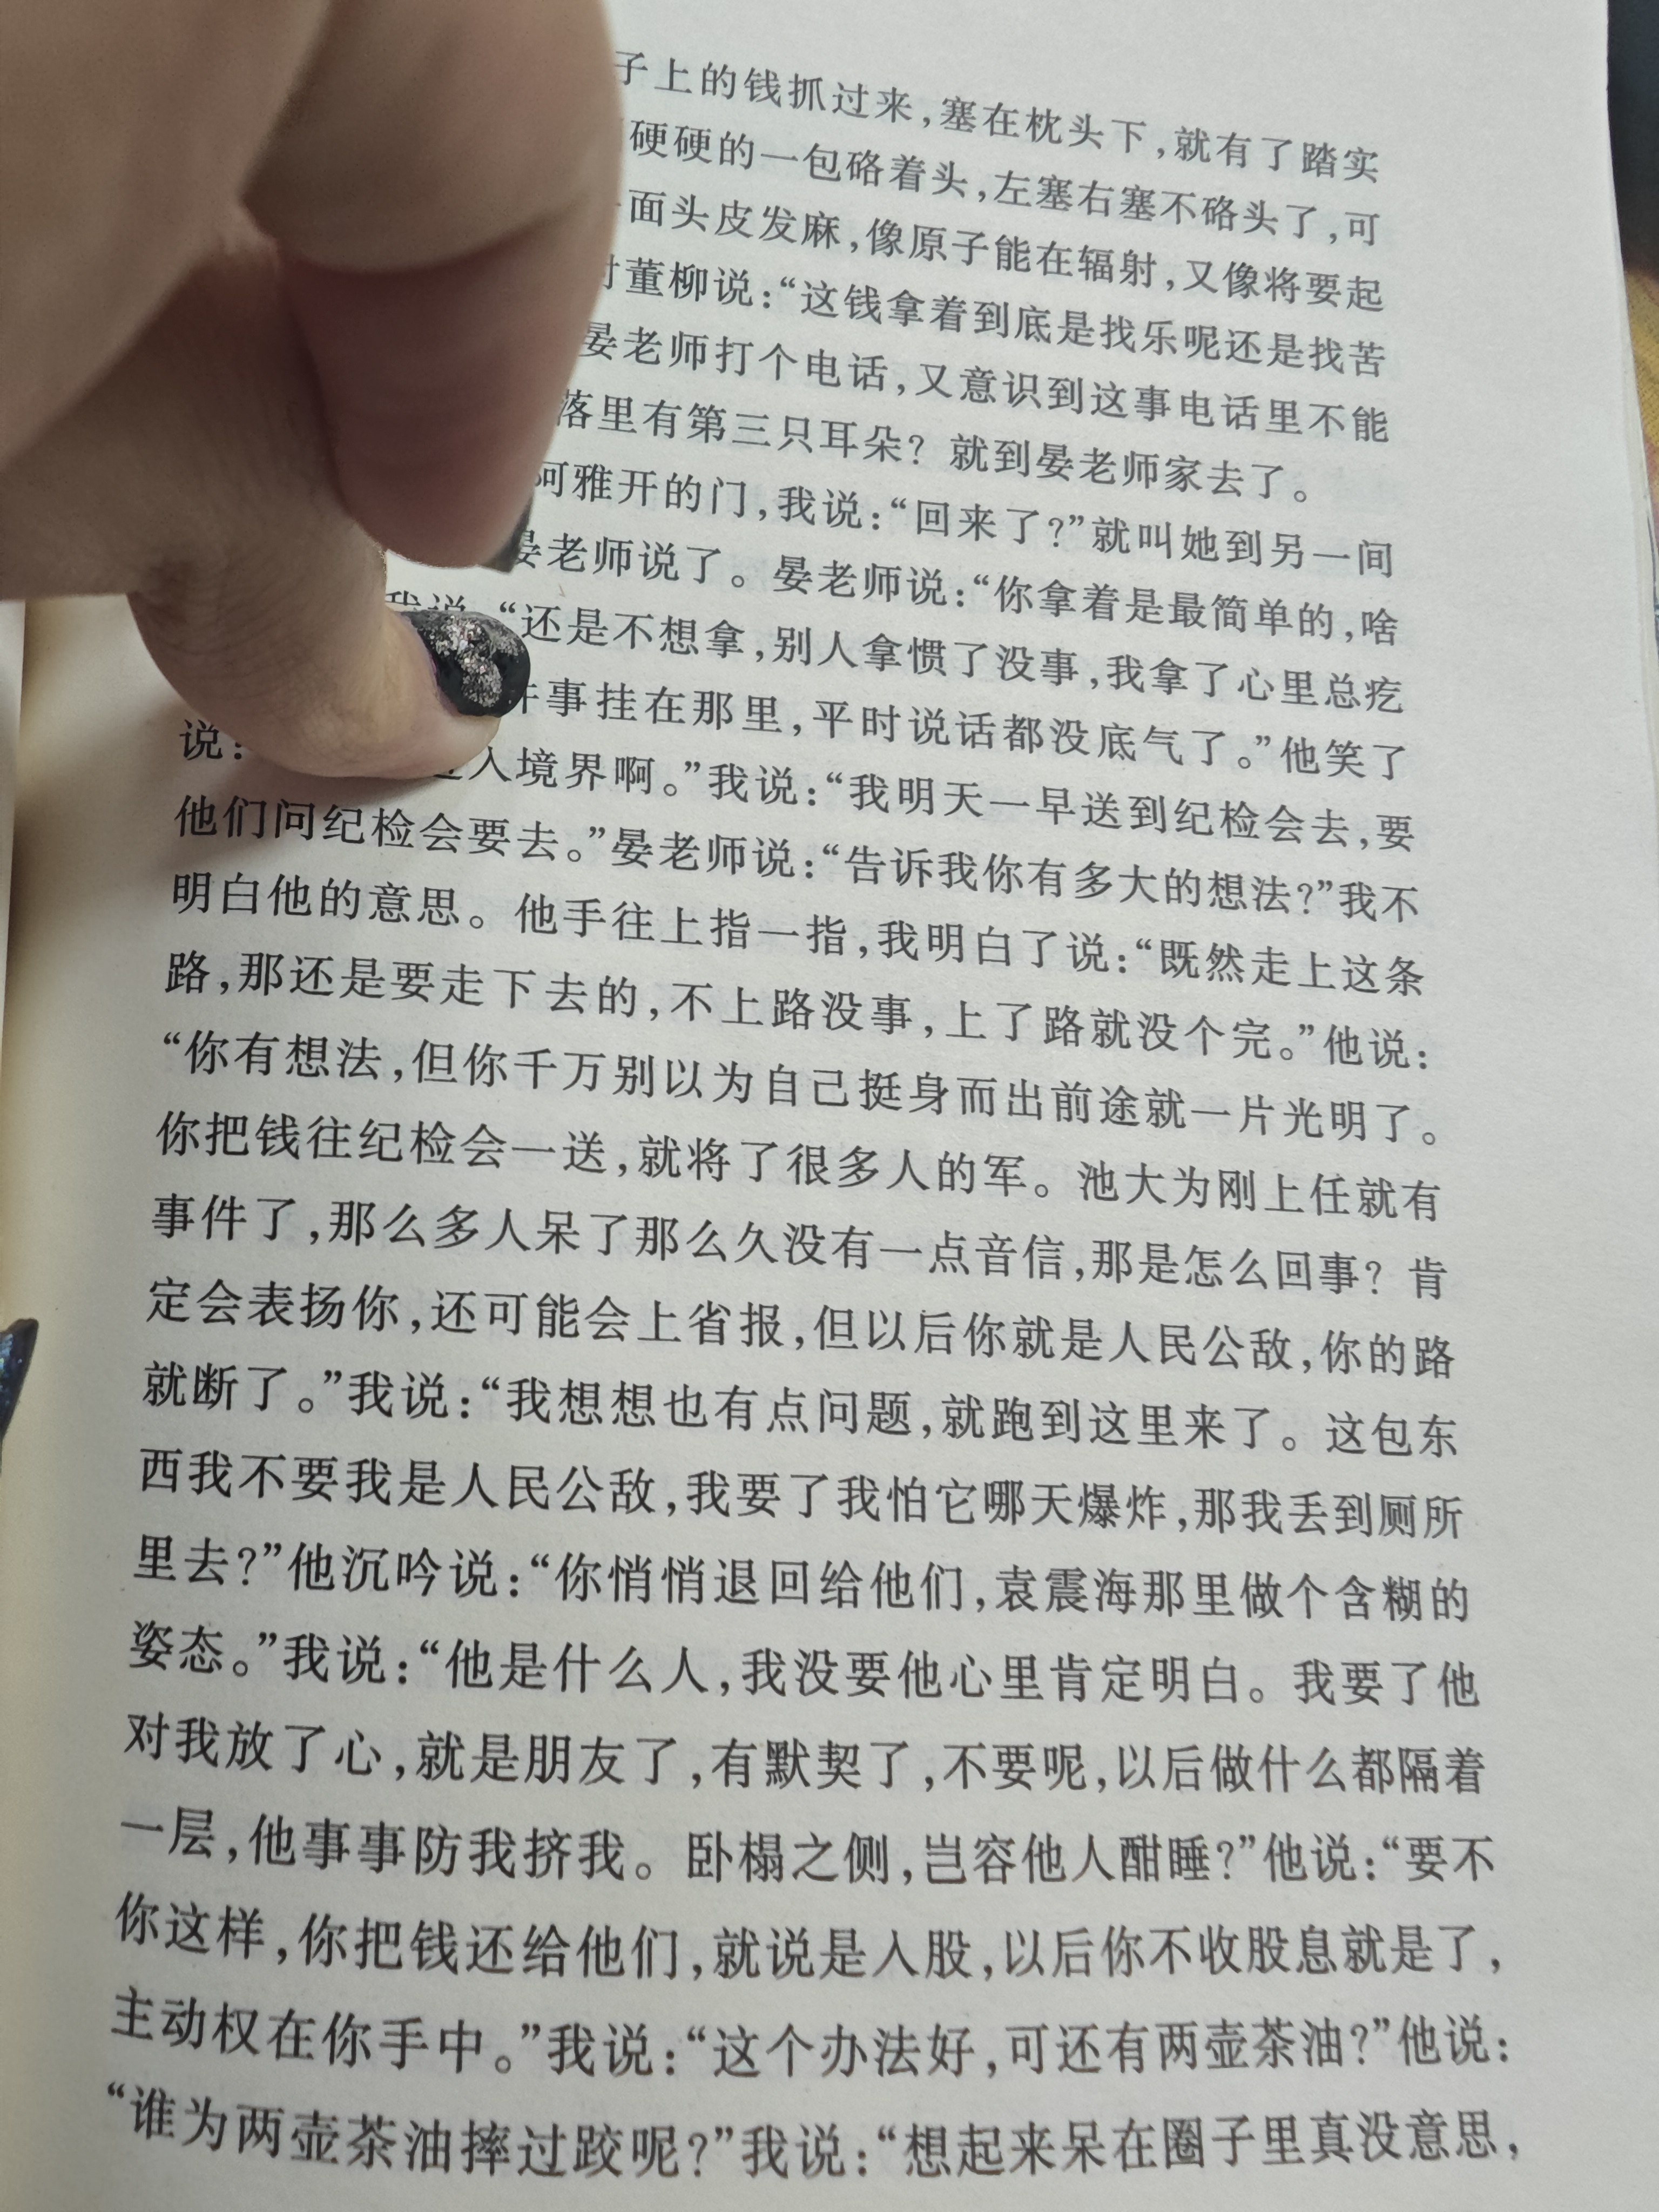 子上的钱抓过来，塞在枕头下，就有了踏实
硬硬的一包硌着头，左塞右塞不硌头了，可
面头皮发麻，像原子能在辐射，又像将要起
对董柳说：“这钱拿着到底是找乐呢还是找苦
晏老师打个电话，又意识到这事电话里不能
落里有第三只耳朵？就到晏老师家去了。
阿雅开的门，我说：“回来了？”就叫她到另一间
晏老师说了。晏老师说：“你拿着是最简单的，啥
我说：“还是不想拿，别人拿惯了没事，我拿了心里总疙
件事挂在那里，平时说话都没底气了。”他笑了
说：进入境界啊。”我说：“我明天一早送到纪检会去，要
他们问纪检会要去。”晏老师说：“告诉我你有多大的想法？”我不
明白他的意思。他手往上指一指，我明白了说：“既然走上这条
路，那还是要走下去的，不上路没事，上了路就没个完。”他说：
“你有想法，但你千万别以为自己挺身而出前途就一片光明了。
你把钱往纪检会一送，就将了很多人的军。池大为刚上任就有
事件了，那么多人呆了那么久没有一点音信，那是怎么回事？肯
定会表扬你，还可能会上省报，但以后你就是人民公敌，你的路
就断了。”我说：“我想想也有点问题，就跑到这里来了。这包东
西我不要我是人民公敌，我要了我怕它哪天爆炸，那我丢到厕所
里去？”他沉吟说：“你悄悄退回给他们，袁震海那里做个含糊的
姿态。”我说：“他是什么人，我没要他心里肯定明白。我要了他
对我放了心，就是朋友了，有默契了，不要呢，以后做什么都隔着
一层，他事事防我挤我。卧榻之侧，岂容他人酣睡？”他说：“要不
你这样，你把钱还给他们，就说是入股，以后你不收股息就是了，
主动权在你手中。”我说：“这个办法好，可还有两壶茶油？”他说：
“谁为两壶茶油摔过跤呢？”我说：“想起来呆在圈子里真没意思，